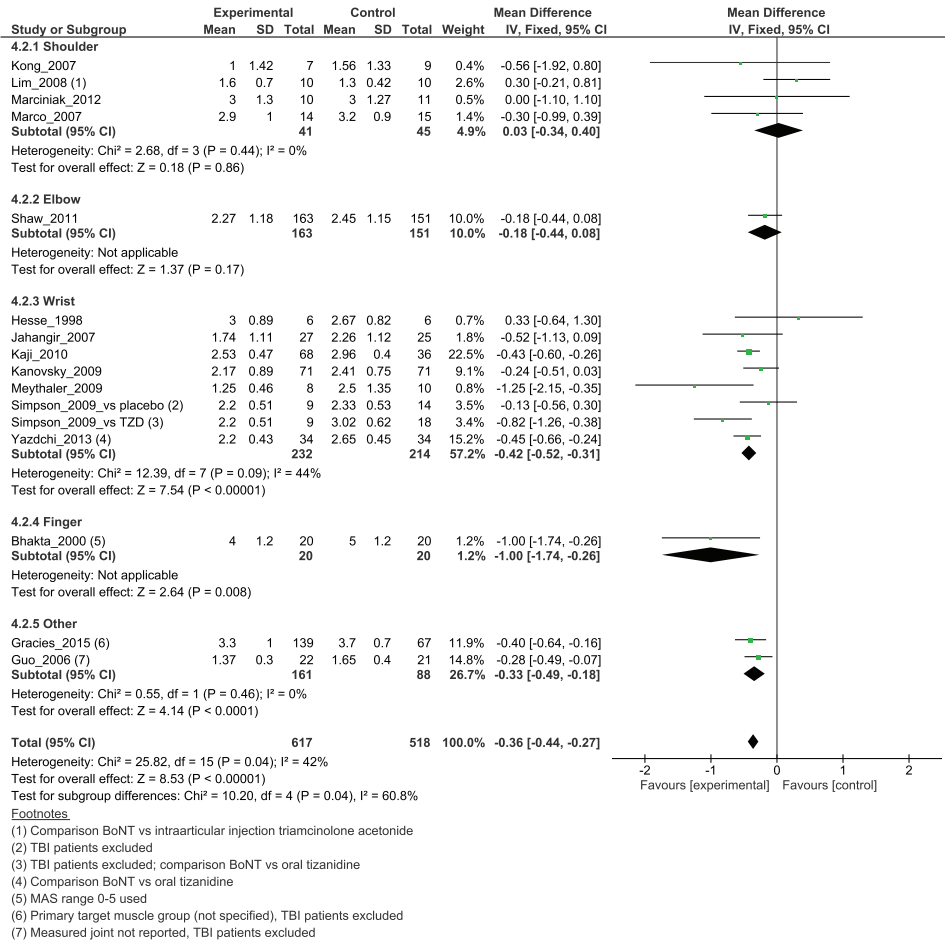 Experimental Control Mean Difference Mean Difference
Study or Subgroup Mean SD Total Mean SD Total Weight IV, Fixed, 95% CI IV, Fixed, 95% CI
4.2.1 Shoulder
Kong_2007 1 1.42 7 1.56 1.33 9 0.4% -0.56 [-1.92, 0.80]
Lim_2008 (1) 1.6 0.7 10 1.3 0.42 10 2.6% 0.30 [-0.21, 0.81]
Marciniak_2012 3 1.3 10 3 1.27 11 0.5% 0.00 [-1.10, 1.10]
Marco_2007 2.9 1 14 3.2 0.9 15 1.4% -0.30 [-0.99, 0.39]
Subtotal (95% CI) 41 45 4.9% 0.03 [-0.34, 0.40]
Heterogeneity: Chi² = 2.68, df = 3 (P = 0.44); I² = 0%
Test for overall effect: Z = 0.18 (P = 0.86)
4.2.2 Elbow
Shaw_2011 2.27 1.18 163 2.45 1.15 151 10.0% -0.18 [-0.44, 0.08]
Subtotal (95% CI) 163 151 10.0% -0.18 [-0.44, 0.08]
Heterogeneity: Not applicable
Test for overall effect: Z = 1.37 (P = 0.17)
4.2.3 Wrist
Hesse_1998 3 0.89 6 2.67 0.82 6 0.7% 0.33 [-0.64, 1.30]
Jahangir_2007 1.74 1.11 27 2.26 1.12 25 1.8% -0.52 [-1.13, 0.09]
Kaji_2010 2.53 0.47 68 2.96 0.4 36 22.5% -0.43 [-0.60, -0.26]
Kanovsky_2009 2.17 0.89 71 2.41 0.75 71 9.1% -0.24 [-0.51, 0.03]
Meythaler_2009 1.25 0.46 8 2.5 1.35 10 0.8% -1.25 [-2.15, -0.35]
Simpson_2009_vs placebo (2) 2.2 0.51 9 2.33 0.53 14 3.5% -0.13 [-0.56, 0.30]
Simpson_2009_vs TZD (3) 2.2 0.51 9 3.02 0.62 18 3.4% -0.82 [-1.26, -0.38]
Yazdchi_2013 (4) 2.2 0.43 34 2.65 0.45 34 15.2% -0.45 [-0.66, -0.24]
Subtotal (95% CI) 232 214 57.2% -0.42 [-0.52, -0.31]
Heterogeneity: Chi² = 12.39, df = 7 (P = 0.09); I² = 44%
Test for overall effect: Z = 7.54 (P < 0.00001)
4.2.4 Finger
Bhakta_2000 (5) 4 1.2 20 5 1.2 20 1.2% -1.00 [-1.74, -0.26]
Subtotal (95% CI) 20 20 1.2% -1.00 [-1.74, -0.26]
Heterogeneity: Not applicable
Test for overall effect: Z = 2.64 (P = 0.008)
4.2.5 Other
Gracies_2015 (6) 3.3 1 139 3.7 0.7 67 11.9% -0.40 [-0.64, -0.16]
Guo_2006 (7) 1.37 0.3 22 1.65 0.4 21 14.8% -0.28 [-0.49, -0.07]
Subtotal (95% CI) 161 88 26.7% -0.33 [-0.49, -0.18]
Heterogeneity: Chi² = 0.55, df = 1 (P = 0.46); I² = 0%
Test for overall effect: Z = 4.14 (P < 0.0001)
Total (95% CI) 617 518 100.0% -0.36 [-0.44, -0.27]
Heterogeneity: Chi² = 25.82, df = 15 (P = 0.04); I² = 42%
Test for overall effect: Z = 8.53 (P < 0.00001)
Test for subgroup differences: Chi² = 10.20, df = 4 (P = 0.04), I² = 60.8%
-2 -1 0 1 2
Favours [experimental] Favours [control]
Footnotes
(1) Comparison BoNT vs intraarticular injection triamcinolone acetonide
(2) TBI patients excluded
(3) TBI patients excluded; comparison BoNT vs oral tizanidine
(4) Comparison BoNT vs oral tizanidine
(5) MAS range 0-5 used
(6) Primary target muscle group (not specified), TBI patients excluded
(7) Measured joint not reported, TBI patients excluded